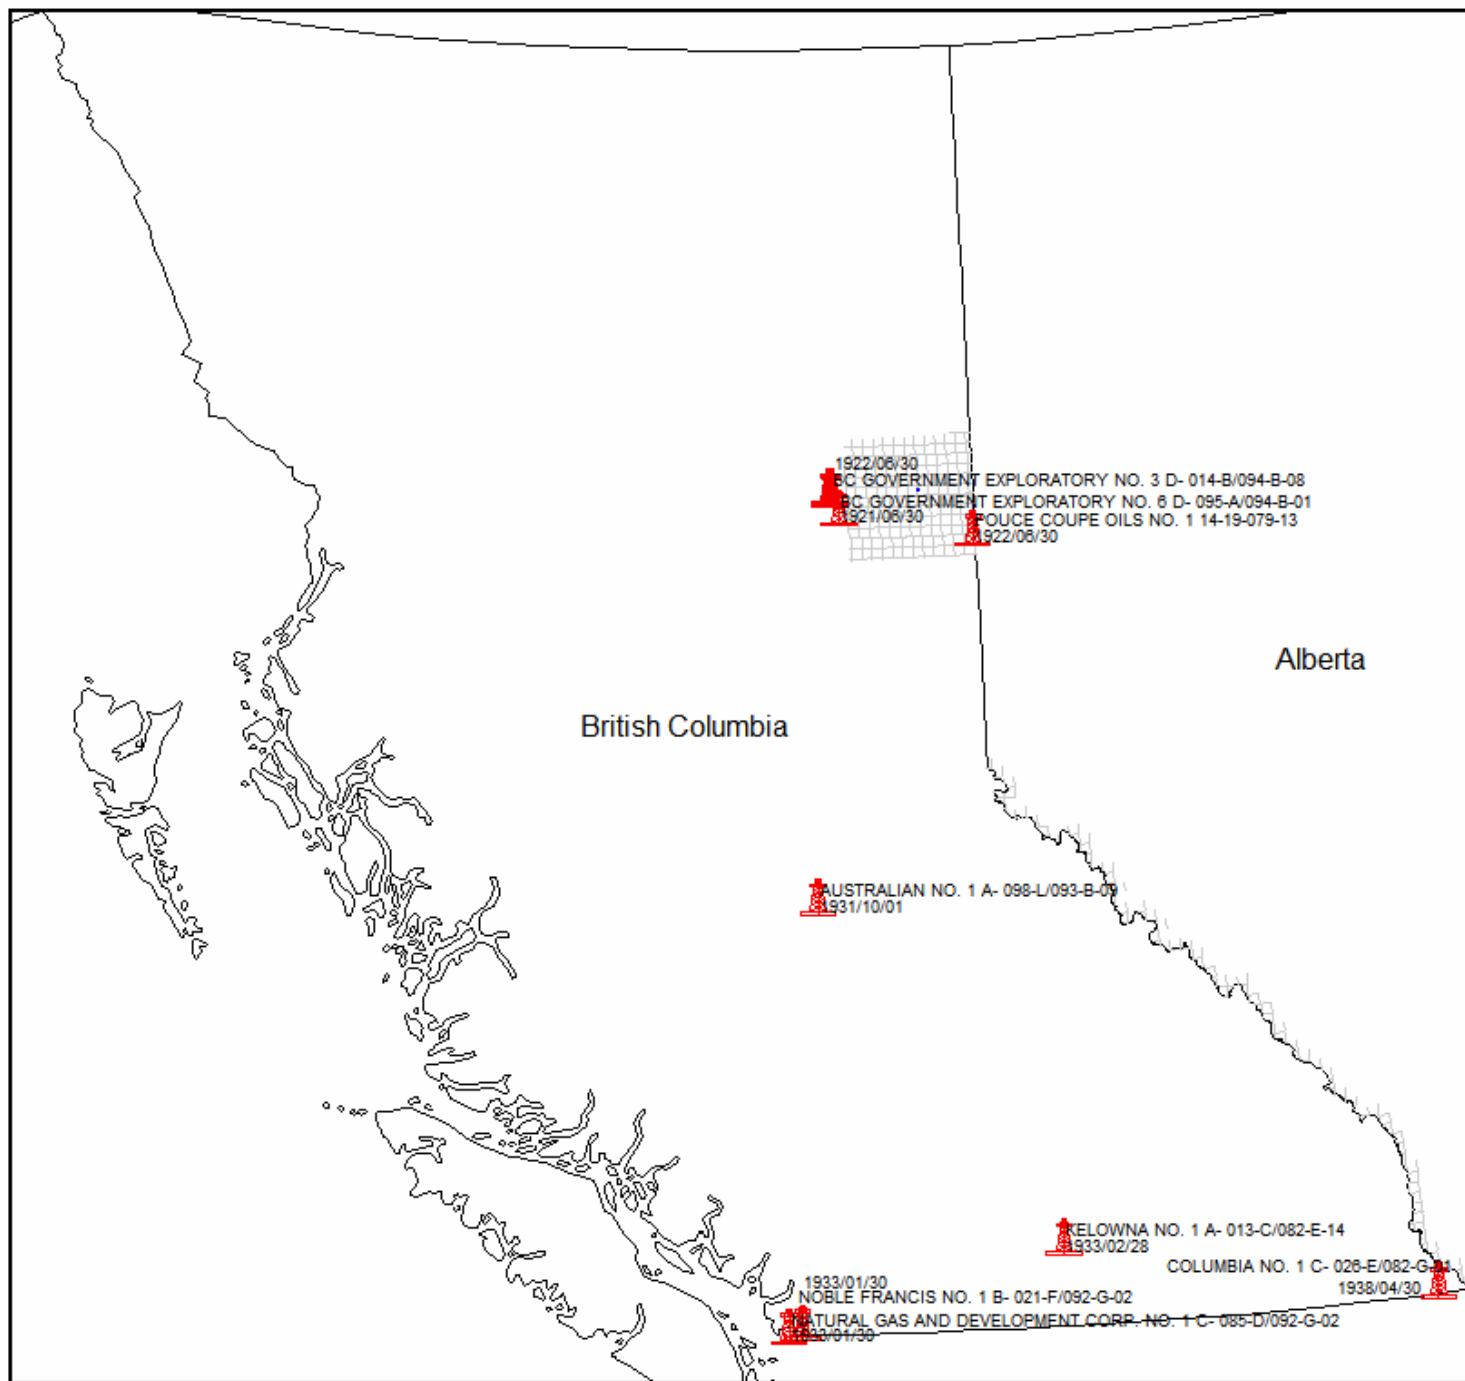 1922/06/30
BC GOVERNMENT EXPLORATORY NO. 3 D- 014-B/094-B-08
BC GOVERNMENT EXPLORATORY NO. 6 D- 095-A/094-B-01
1921/06/30
POUCE COUPE OILS NO. 1 14-19-079-13
1922/06/30
Alberta
British Columbia
AUSTRALIAN NO. 1 A- 098-L/093-B-09
1931/10/01
KELOWNA NO. 1 A- 013-C/082-E-14
1933/02/28
COLUMBIA NO. 1 C- 026-E/082-G-01
1938/04/30
1933/01/30
NOBLE FRANCIS NO. 1 B- 021-F/092-G-02
NATURAL GAS AND DEVELOPMENT CORP. NO. 1 C- 085-D/092-G-02
1933/01/30